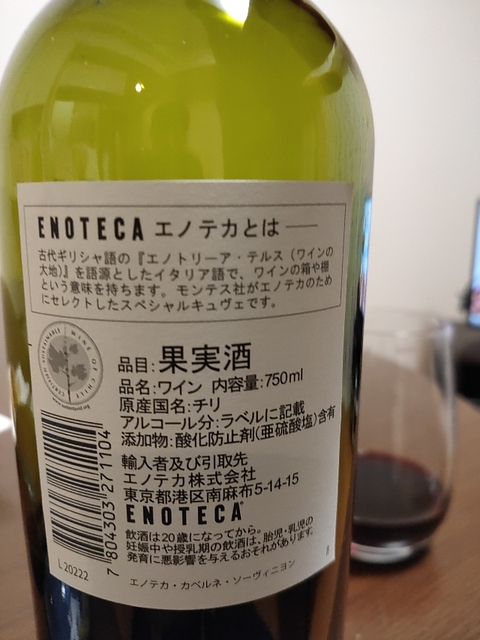 ENOTECA エノテカとは
古代ギリシャ語の『エノトリーア・テルス（ワインの
大地）』を語源としたイタリア語で、ワインの箱や棚
という意味を持ちます。モンテス社がエノテカのため
にセレクトしたスペシャルキュヴェです。
CERTIFIED SUSTAINABLE WINE OF CHILE
品目:果実酒
品名:ワイン 内容量:750ml
原産国名:チリ
アルコール分:ラベルに記載
添加物:酸化防止剤(亜硫酸塩)含有
輸入者及び引取先
エノテカ株式会社
東京都港区南麻布5-14-15
ENOTECA
飲酒は20歳になってから。
妊娠中や授乳期の飲酒は、胎児・乳児の
発育に悪影響を与えるおそれがあります。
7 804303 271104
L20222
エノテカ・カベルネ・ソーヴィニヨン